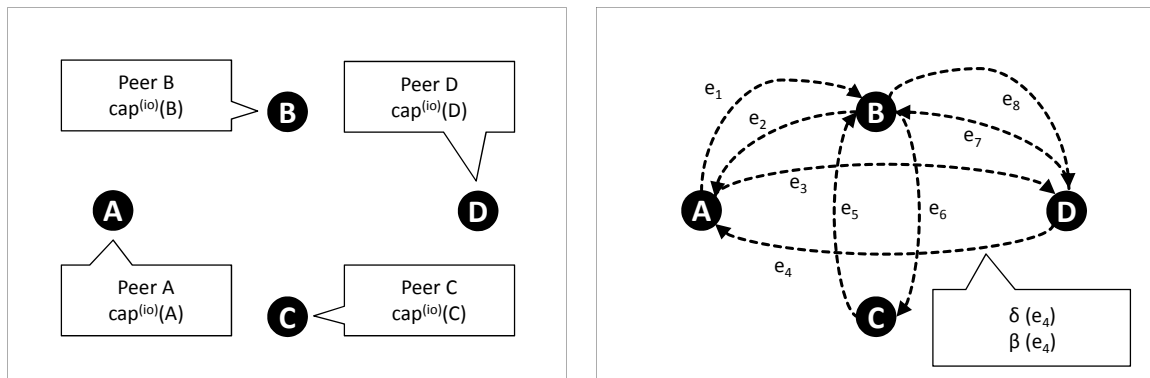 Peer B
cap(io)(B)
B
Peer D
cap(io)(D)
A
D
Peer A
cap(io)(A)
C
Peer C
cap(io)(C)
e1
B
e8
e2
e7
A
e3
D
e5
e6
e4
C
δ (e4)
β (e4)